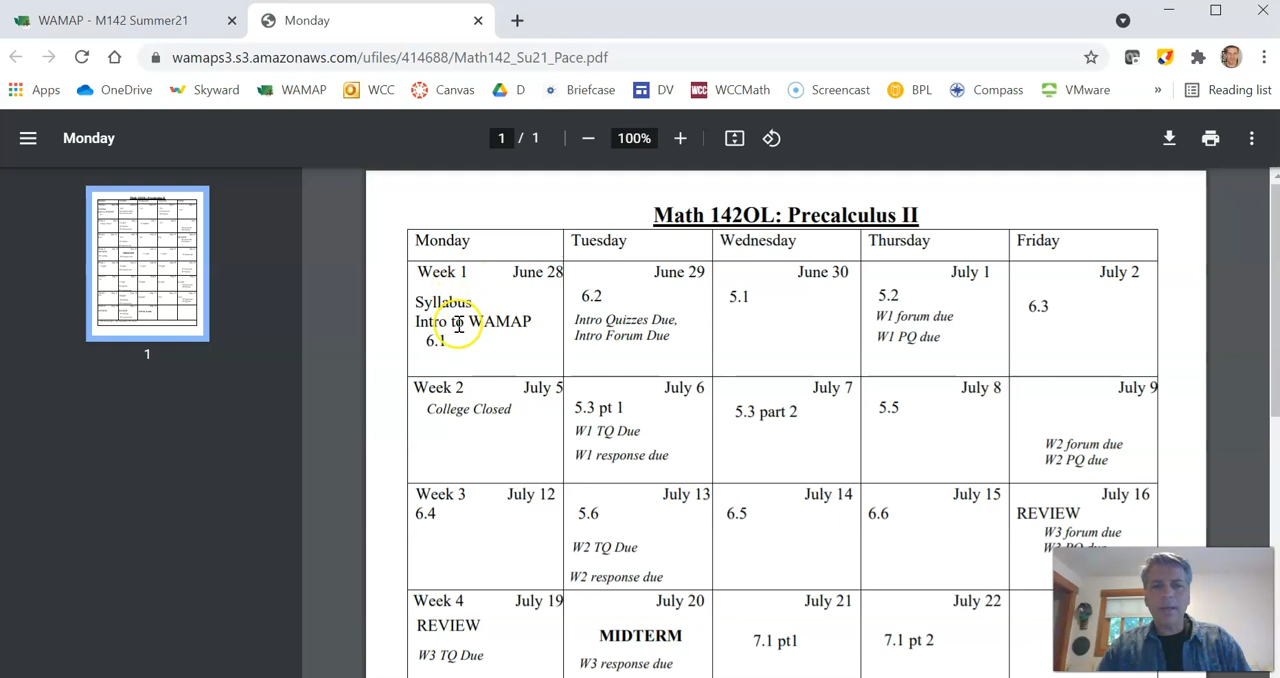 WAMAP - M142 Summer21
Monday
wamaps3.s3.amazonaws.com/ufiles/414688/Math142_Su21_Pace.pdf
Apps OneDrive Skyward WAMAP WCC Canvas D Briefcase DV WCCMath Screencast BPL Compass VMware » Reading list
Monday
1 / 1
100%
1
Math 142OL: Precalculus II
Monday Tuesday Wednesday Thursday Friday
Week 1 June 28
Syllabus
Intro to WAMAP
6.1
June 29
6.2
Intro Quizzes Due,
Intro Forum Due
June 30
5.1
July 1
5.2
W1 forum due
W1 PQ due
July 2
6.3
Week 2 July 5
College Closed
July 6
5.3 pt 1
W1 TQ Due
W1 response due
July 7
5.3 part 2
July 8
5.5
July 9
W2 forum due
W2 PQ due
Week 3 July 12
6.4
July 13
5.6
W2 TQ Due
W2 response due
July 14
6.5
July 15
6.6
July 16
REVIEW
W3 forum due
W3 PQ due
Week 4 July 19
REVIEW
W3 TQ Due
July 20
MIDTERM
W3 response due
July 21
7.1 pt1
July 22
7.1 pt 2